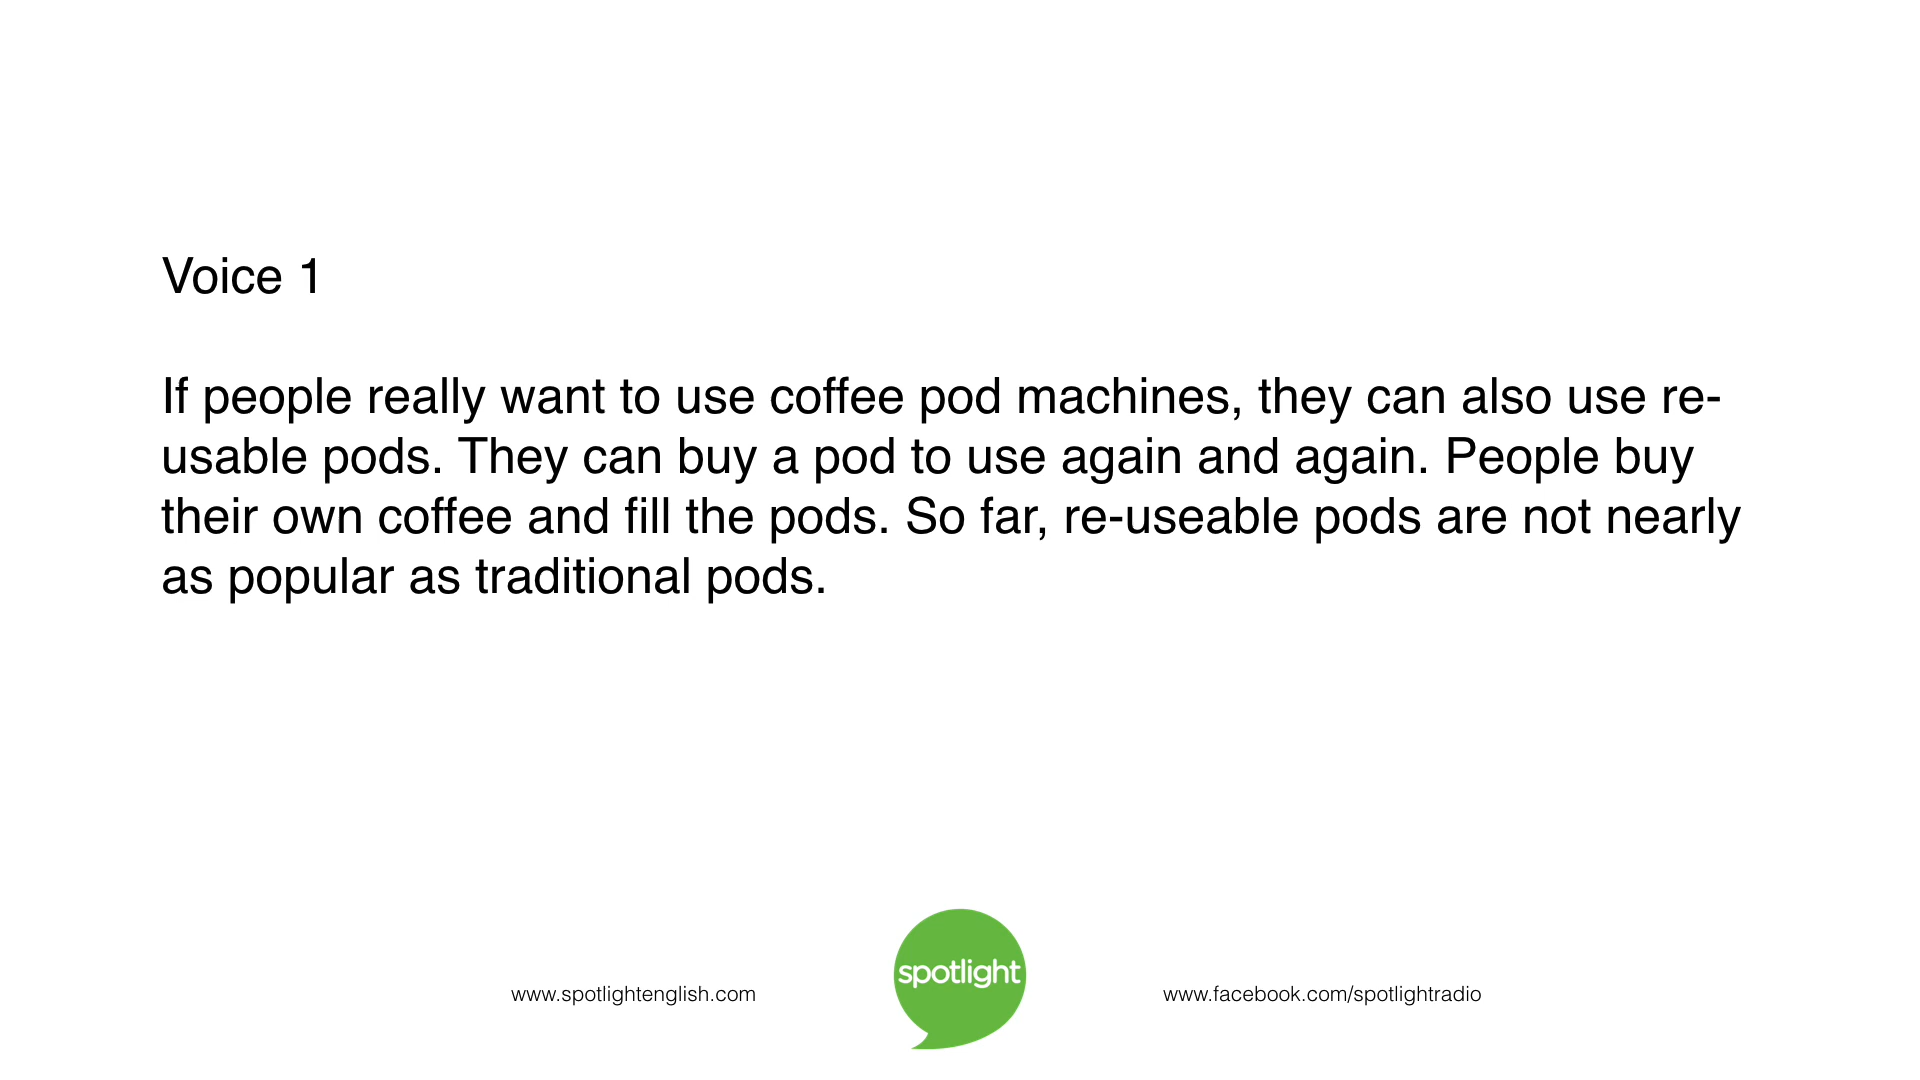 Voice 1
If people really want to use coffee pod machines, they can also use re-
usable pods. They can buy a pod to use again and again. People buy
their own coffee and fill the pods. So far, re-useable pods are not nearly
as popular as traditional pods.
www.spotlightenglish.com
spotlight
www.facebook.com/spotlightradio